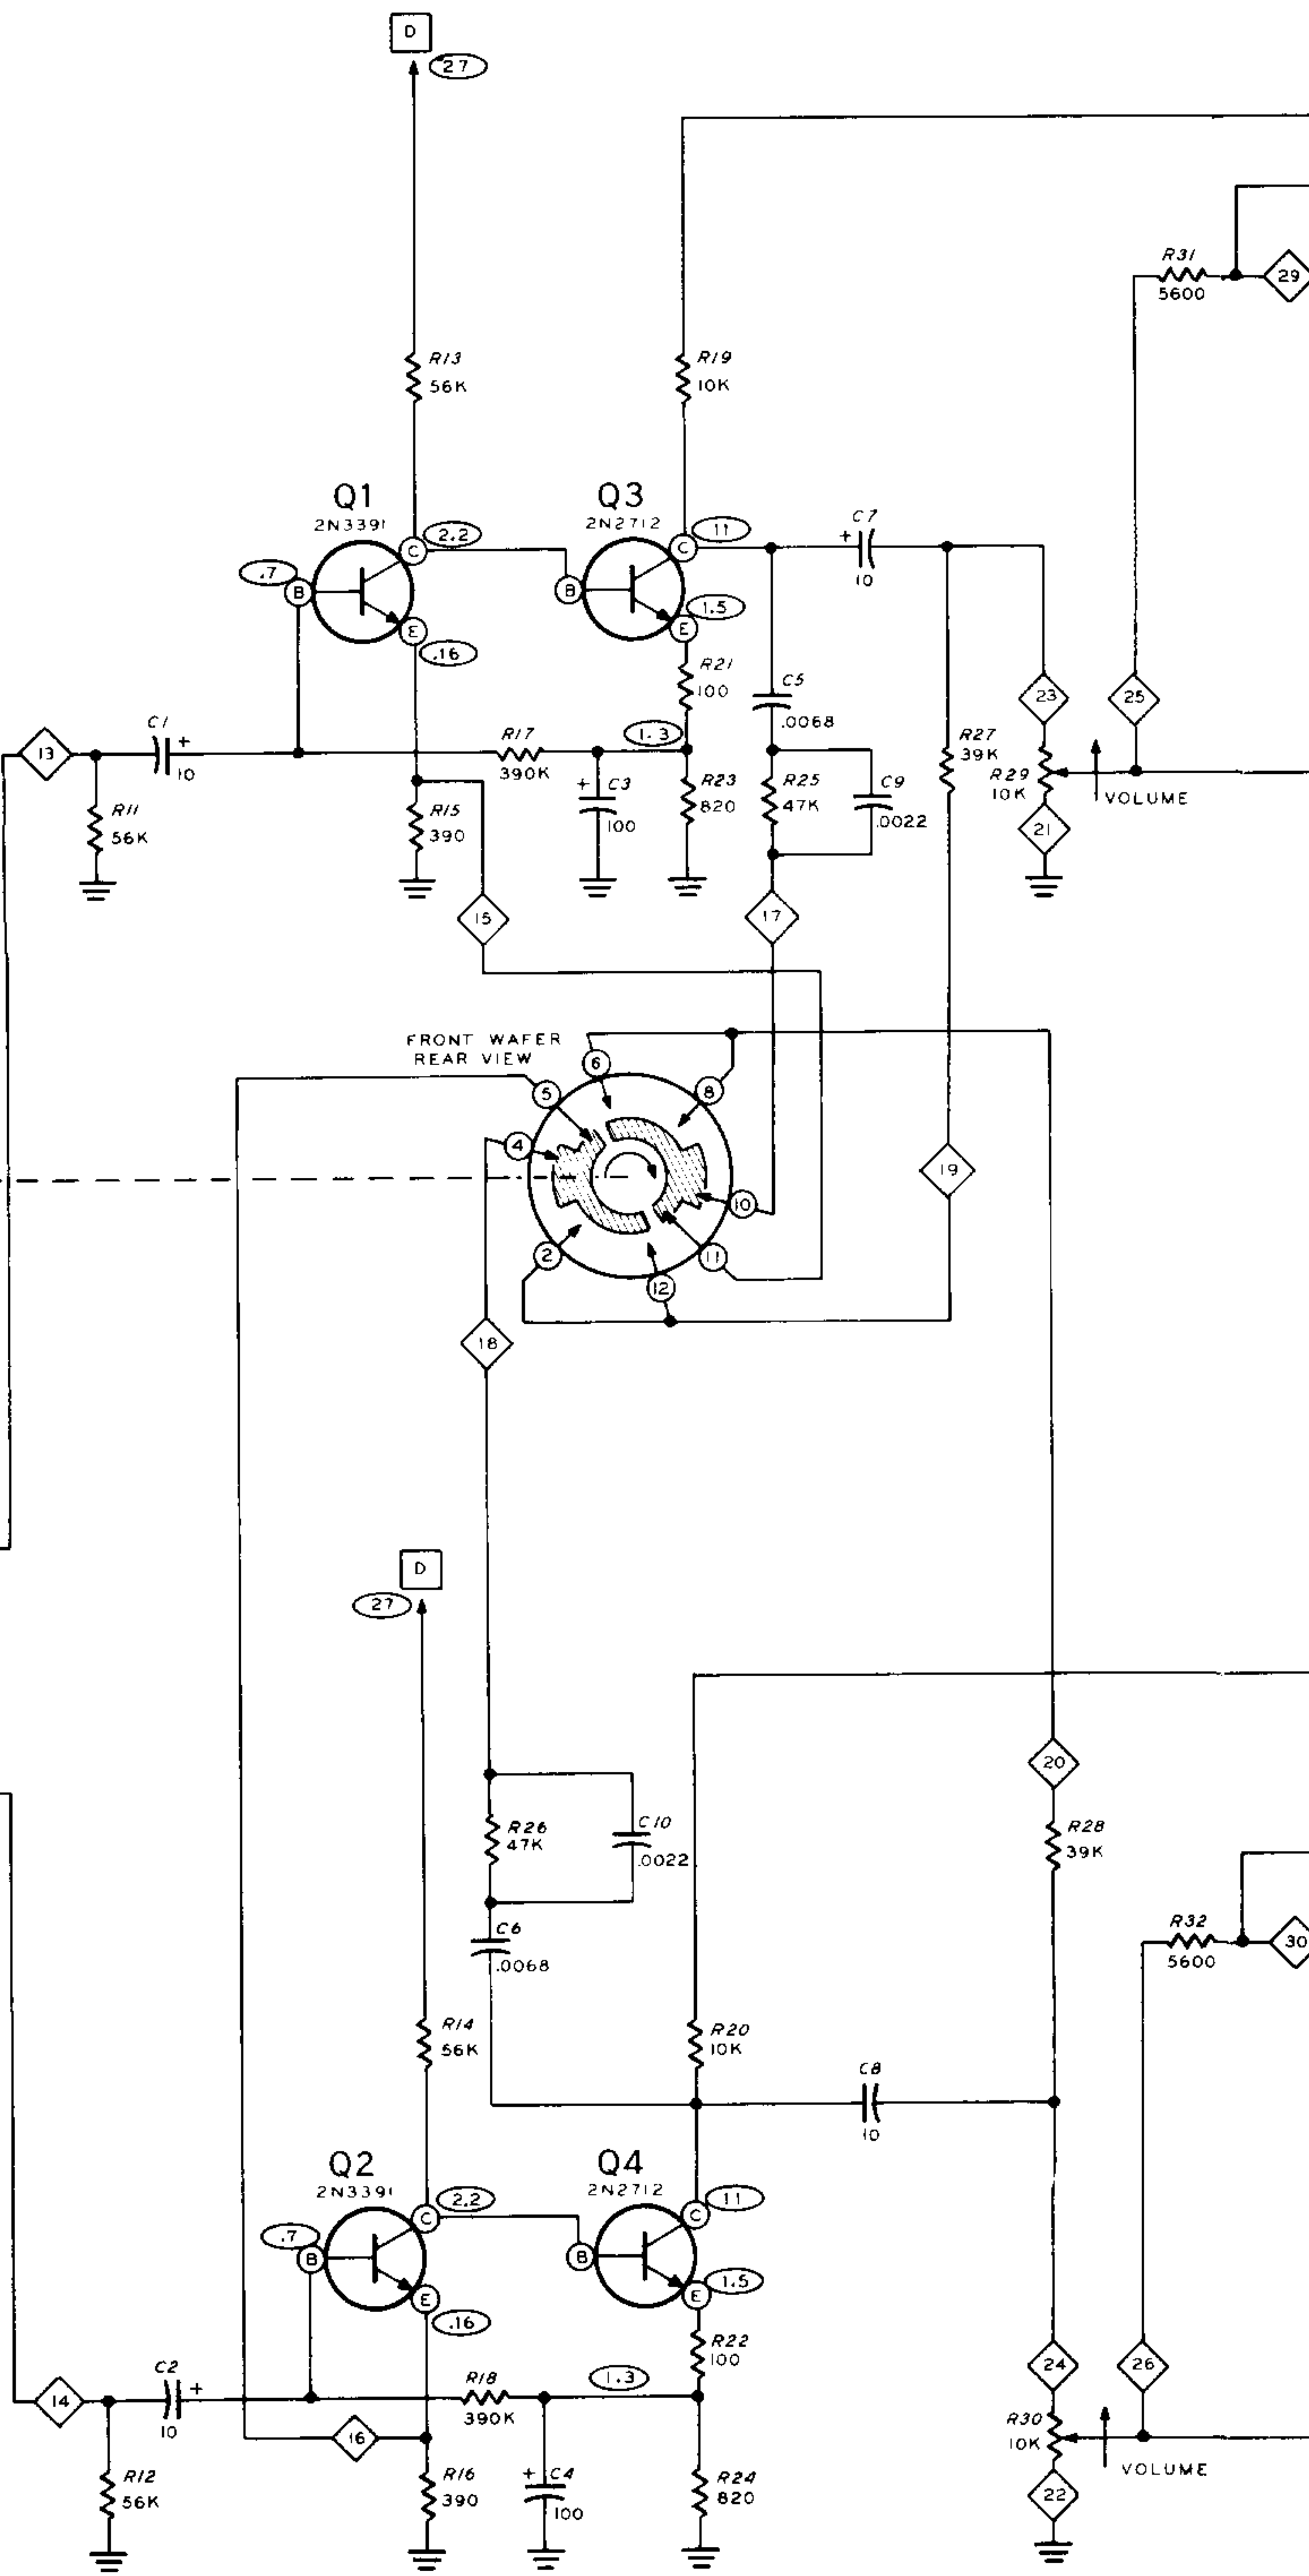 D
27
R31
5600
29
R13
56K
R19
10K
Q1
2N3391
Q3
2N2712
C7
+
10
2.2
C
11
C
.7
B
B
1.5
E
E
.16
R21
100
C5
.0068
23
25
13
C1
+
10
R17
390K
1.3
R27
39K
R29
10K
VOLUME
+
C3
100
R23
820
R25
47K
C9
.0022
R11
56K
R15
390
21
15
17
FRONT WAFER
REAR VIEW
6
5
8
4
19
10
2
11
12
18
D
27
20
R26
47K
C10
.0022
R28
39K
C6
.0068
R32
5600
30
R14
56K
R20
10K
C8
10
Q2
2N3391
Q4
2N2712
2.2
C
11
C
.7
B
B
1.5
E
E
.16
R22
100
24
26
14
C2
+
10
R18
390K
1.3
R30
10K
VOLUME
16
R12
56K
R16
390
+
C4
100
R24
820
22